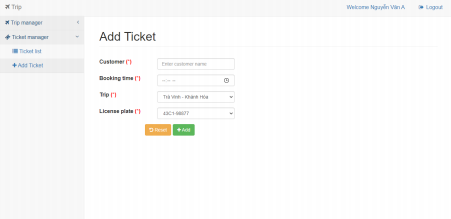 Trip
Welcome Nguyễn Văn A
Logout
Trip manager
Ticket manager
Ticket list
Add Ticket
Add Ticket
Customer (*)
Enter customer name
Booking time (*)
--:-- --
Trip (*)
Trà Vinh - Khánh Hòa
License plate (*)
43C1-99877
Reset
Add